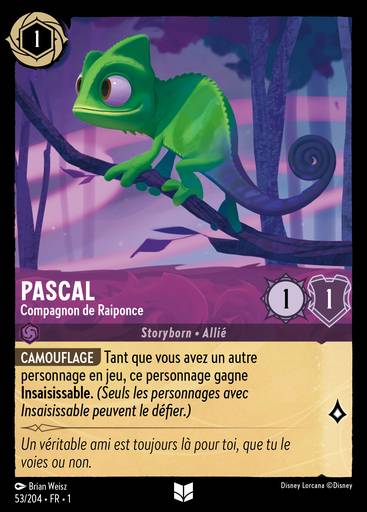 1
PASCAL
Compagnon de Raiponce
1 1
Storyborn • Allié
CAMOUFLAGE Tant que vous avez un autre
personnage en jeu, ce personnage gagne
Insaisissable. (Seuls les personnages avec
Insaisissable peuvent le défier.)
Un véritable ami est toujours là pour toi, que tu le
voies ou non.
Brian Weisz
53/204 • FR • 1
Disney Lorcana ©Disney